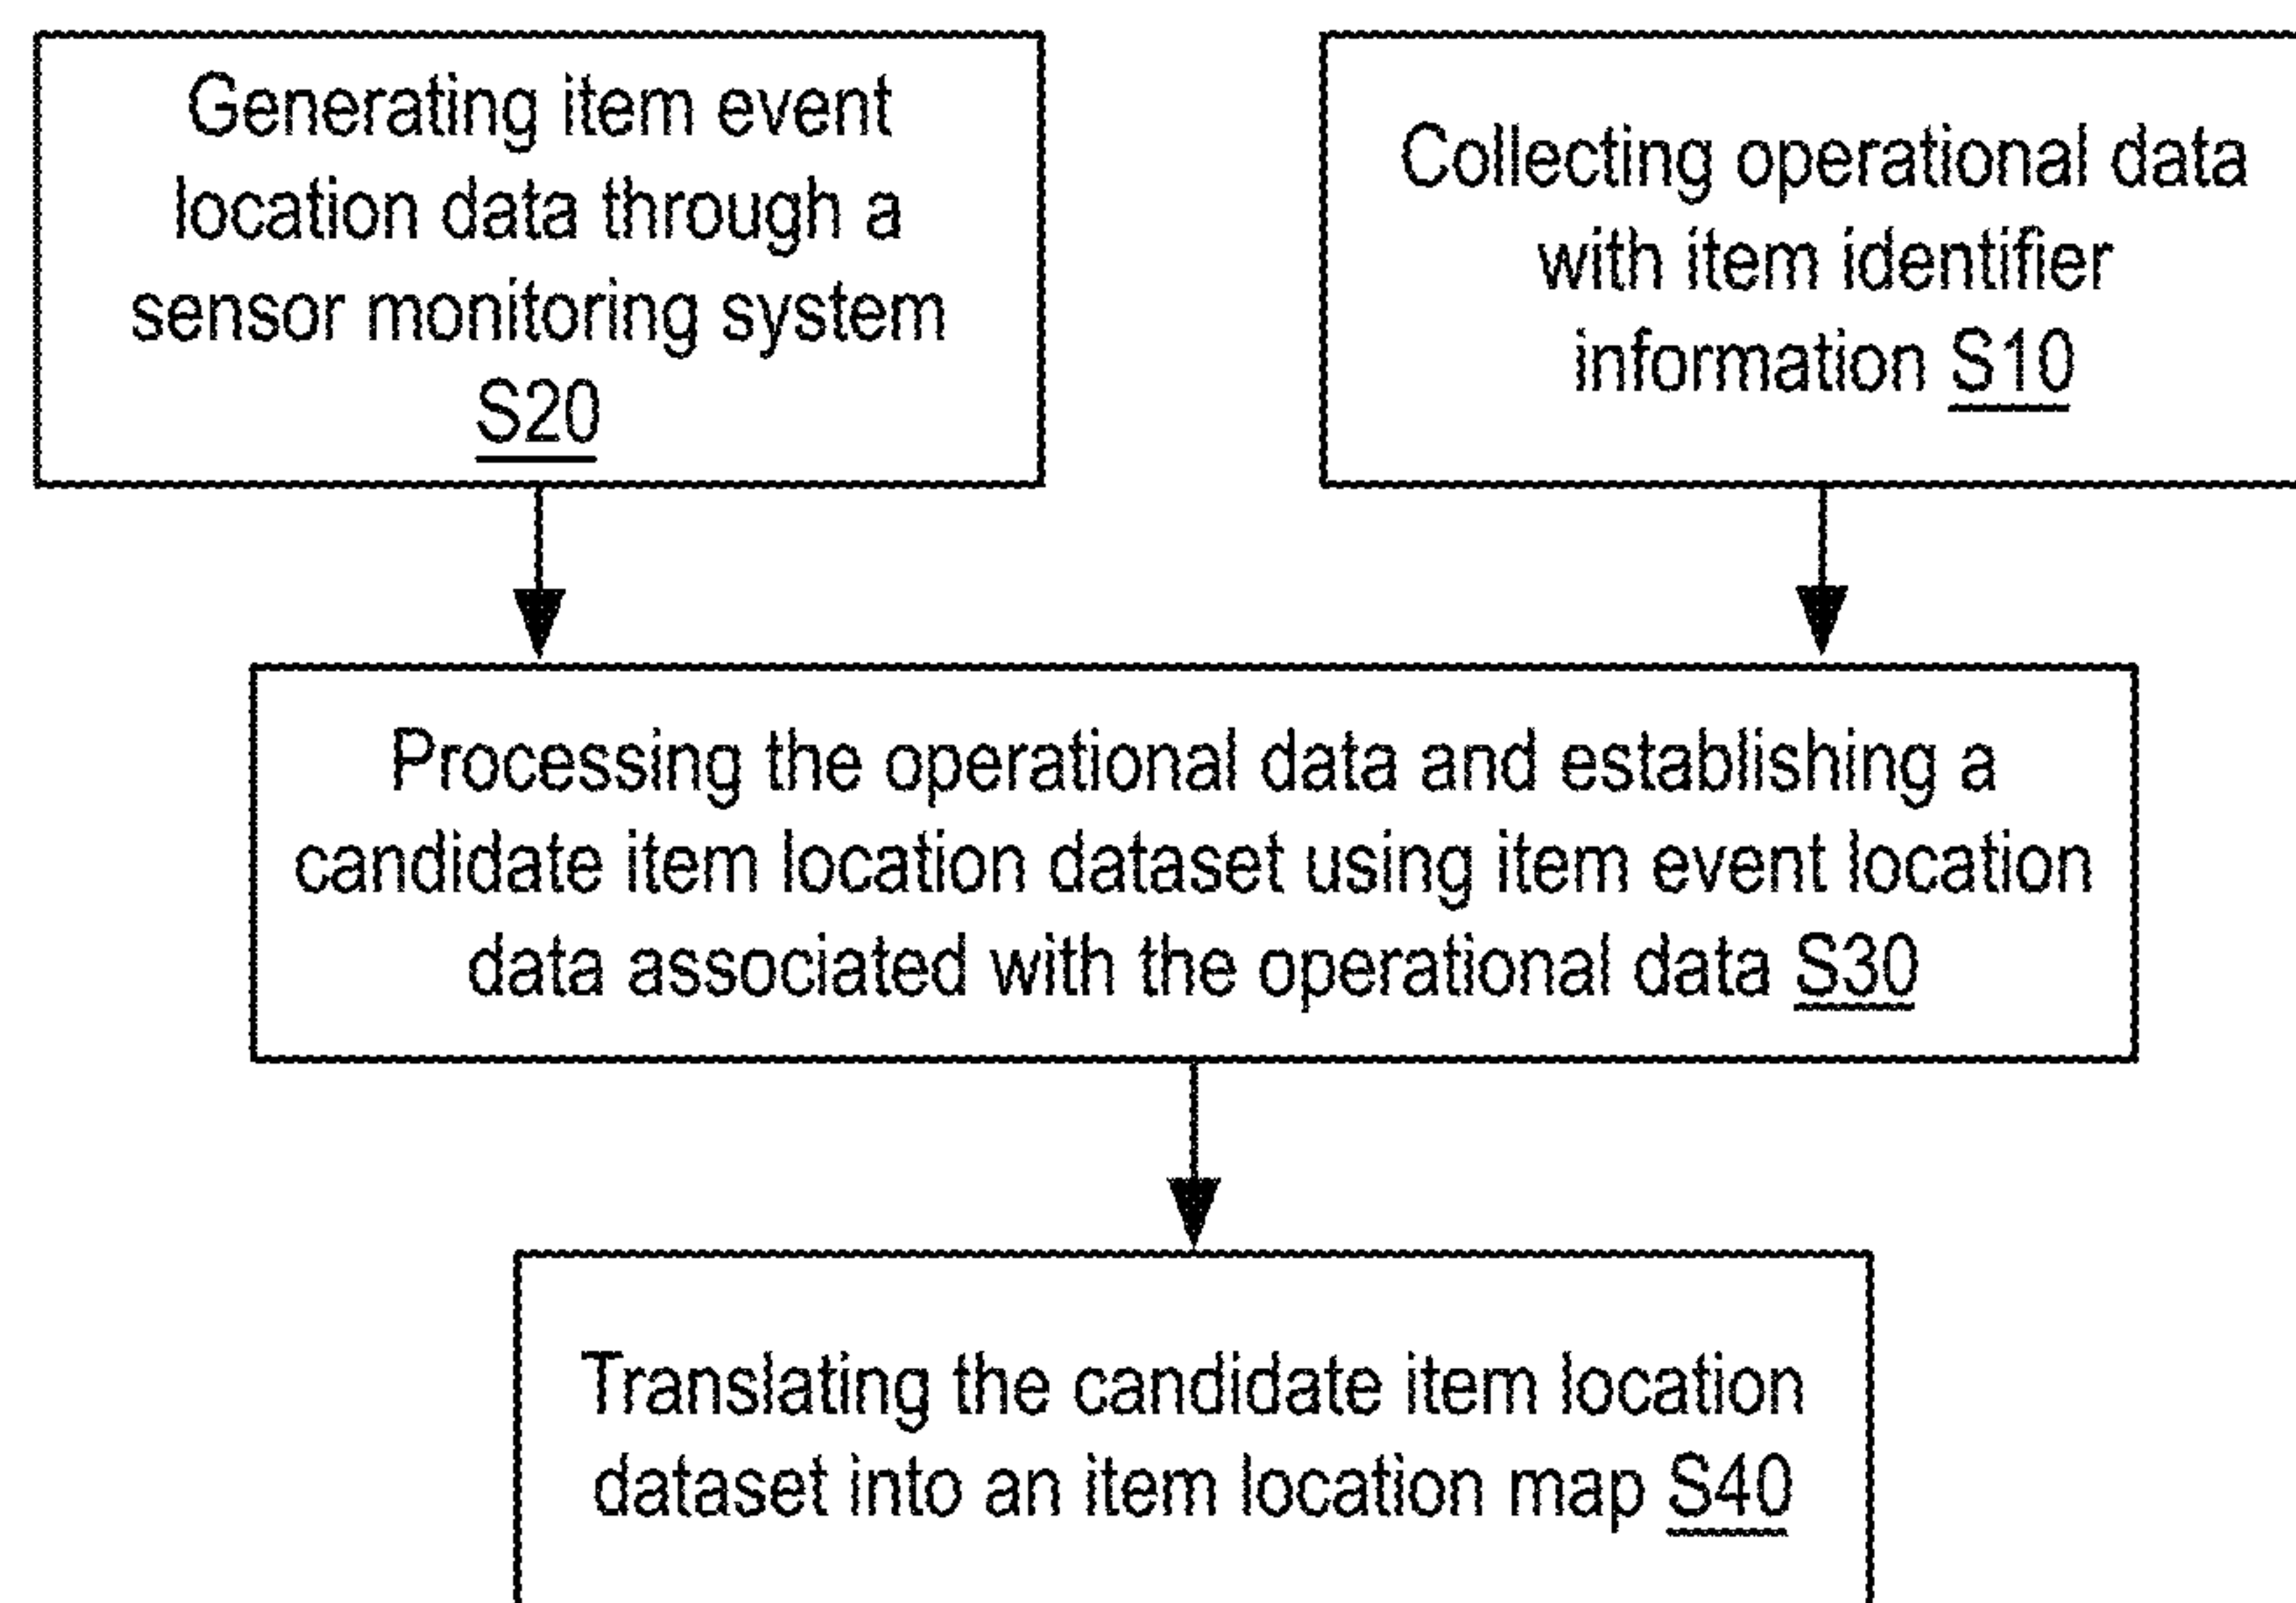 Generating item event
location data through a
sensor monitoring system
S20
Collecting operational data
with item identifier
information S10
Processing the operational data and establishing a
candidate item location dataset using item event location
data associated with the operational data S30
Translating the candidate item location
dataset into an item location map S40